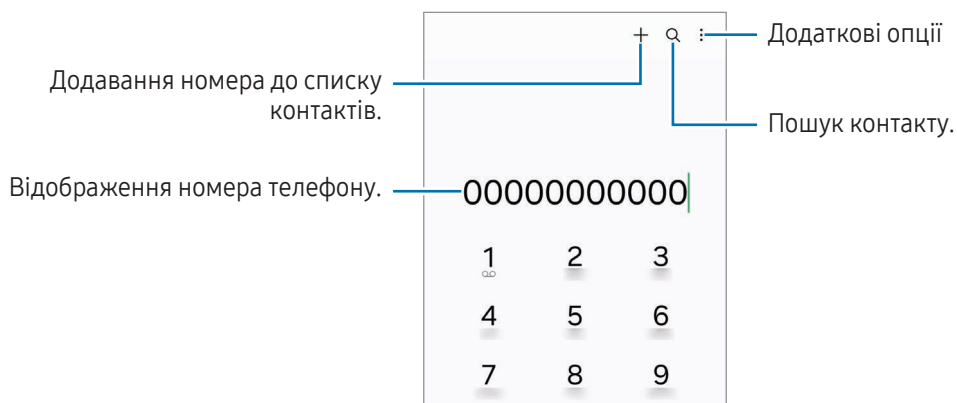 Додаткові опції
Додавання номера до списку
контактів.
Пошук контакту.
Відображення номера телефону.
00000000000
1 2 3
4 5 6
7 8 9